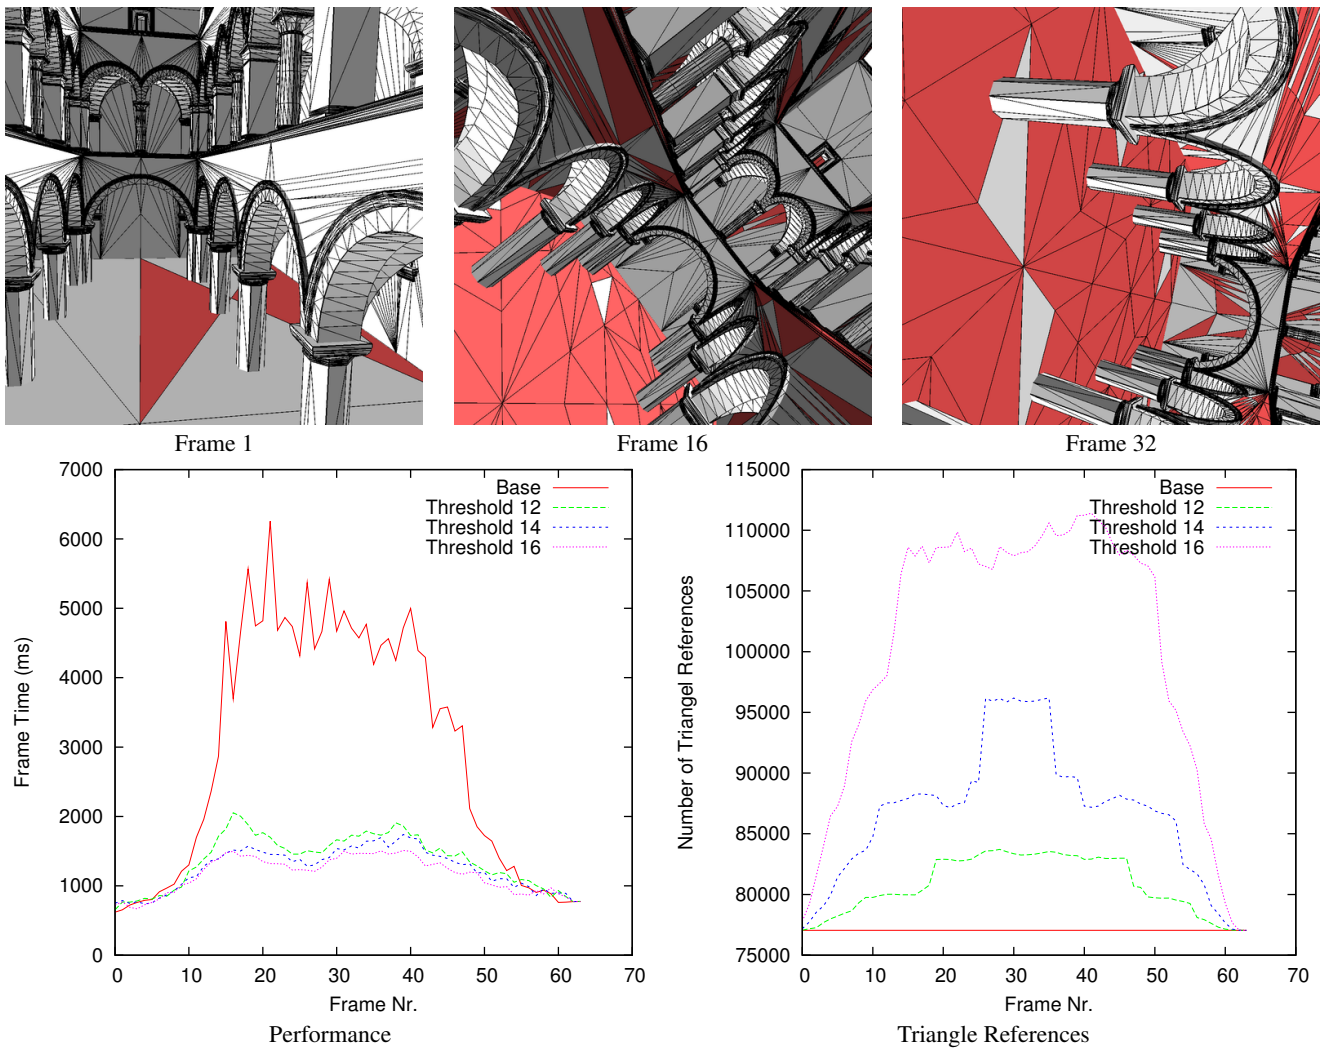 Frame 1
Frame 16
Frame 32
7000
6000
5000
4000
3000
2000
1000
0
0 10 20 30 40 50 60 70
Frame Time (ms)
Frame Nr.
Base
Threshold 12
Threshold 14
Threshold 16
Performance
115000
110000
105000
100000
95000
90000
85000
80000
75000
0 10 20 30 40 50 60 70
Number of Triangel References
Frame Nr.
Base
Threshold 12
Threshold 14
Threshold 16
Triangle References